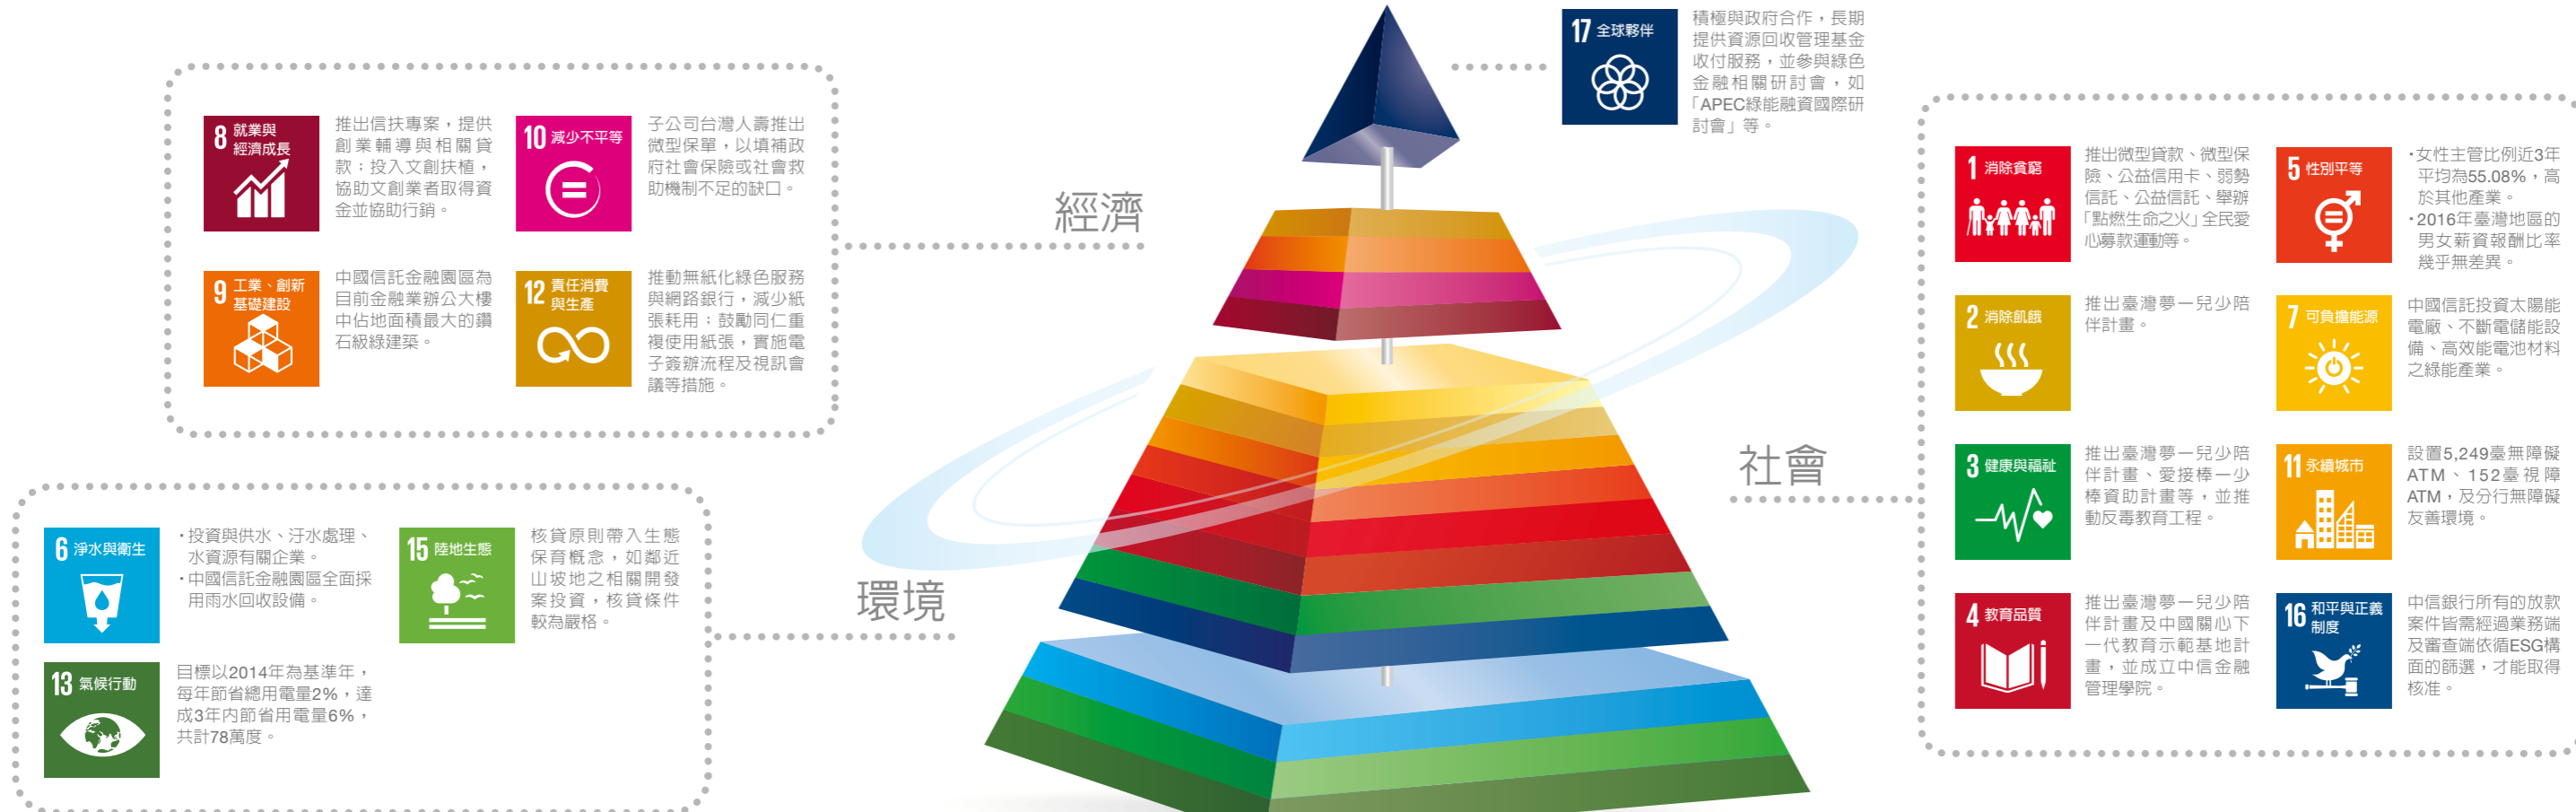 17 全球夥伴
積極與政府合作，長期
提供資源回收管理基金
收付服務，並參與綠色
金融相關研討會，如
「APEC綠能融資國際研
討會」等。
經濟
8 就業與
經濟成長
推出信扶專案，提供
創業輔導與相關貸
款；投入文創扶植，
協助文創業者取得資
金並協助行銷。
10 減少不平等
子公司台灣人壽推出
微型保單，以填補政
府社會保險或社會救
助機制不足的缺口。
9 工業、創新
基礎建設
中國信託金融園區為
目前金融業辦公大樓
中佔地面積最大的鑽
石級綠建築。
12 責任消費
與生產
推動無紙化綠色服務
與網路銀行，減少紙
張耗用；鼓勵同仁重
複使用紙張，實施電
子簽辦流程及視訊會
議等措施。
環境
6 淨水與衛生
・投資與供水、汙水處理、
水資源有關企業。
・中國信託金融園區全面採
用雨水回收設備。
15 陸地生態
核貸原則帶入生態
保育概念，如鄰近
山坡地之相關開發
案投資，核貸條件
較為嚴格。
13 氣候行動
目標以2014年為基準年，
每年節省總用電量2%，達
成3年內節省用電量6%，
共計78萬度。
社會
1 消除貧窮
推出微型貸款、微型保
險、公益信用卡、弱勢
信託、公益信託、舉辦
「點燃生命之火」全民愛
心募款運動等。
5 性別平等
・女性主管比例近3年
平均為55.08%，高
於其他產業。
・2016年臺灣地區的
男女薪資報酬比率
幾乎無差異。
2 消除飢餓
推出臺灣夢－兒少陪
伴計畫。
7 可負擔能源
中國信託投資太陽能
電廠、不斷電儲能設
備、高效能電池材料
之綠能產業。
3 健康與福祉
推出臺灣夢－兒少陪
伴計畫、愛接棒－少
棒資助計畫等，並推
動反毒教育工程。
11 永續城市
設置5,249臺無障礙
ATM、152臺視障
ATM，及分行無障礙
友善環境。
4 教育品質
推出臺灣夢－兒少陪
伴計畫及中國關心下
一代教育示範基地計
畫，並成立中信金融
管理學院。
16 和平與正義
制度
中信銀行所有的放款
案件皆需經過業務端
及審查端依循ESG構
面的篩選，才能取得
核准。